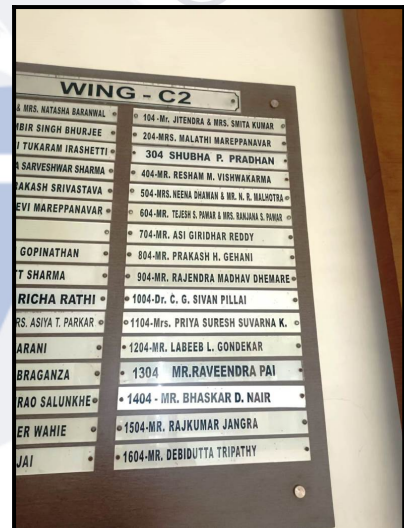 WING - C2
& MRS. NATASHA BARANWAL
MBIR SINGH BHURJEE
I TUKARAM IRASHETTI
A SARVESHWAR SHARMA
RAKASH SRIVASTAVA
EVI MAREPPANAVAR
GOPINATHAN
TT SHARMA
RICHA RATHI
RS. ASIYA T. PARKAR
ARANI
BRAGANZA
RAO SALUNKHE
ER WAHIE
JAI
104-Mr. JITENDRA & MRS. SMITA KUMAR
204-MRS. MALATHI MAREPPANAVAR
304 SHUBHA P. PRADHAN
404-MR. RESHAM M. VISHWAKARMA
504-MRS. NEENA DHAMAN & MR. N. R. MALHOTRA
604-MR. TEJESH S. PAWAR & MRS. RANJANA S. PAWAR
704-MR. ASI GIRIDHAR REDDY
804-MR. PRAKASH H. GEHANI
904-MR. RAJENDRA MADHAV DHEMARE
1004-Dr. C. G. SIVAN PILLAI
1104-Mrs. PRIYA SURESH SUVARNA K.
1204-MR. LABEEB L. GONDEKAR
1304 MR.RAVEENDRA PAI
1404 - MR. BHASKAR D. NAIR
1504-MR. RAJKUMAR JANGRA
1604-MR. DEBIDUTTA TRIPATHY